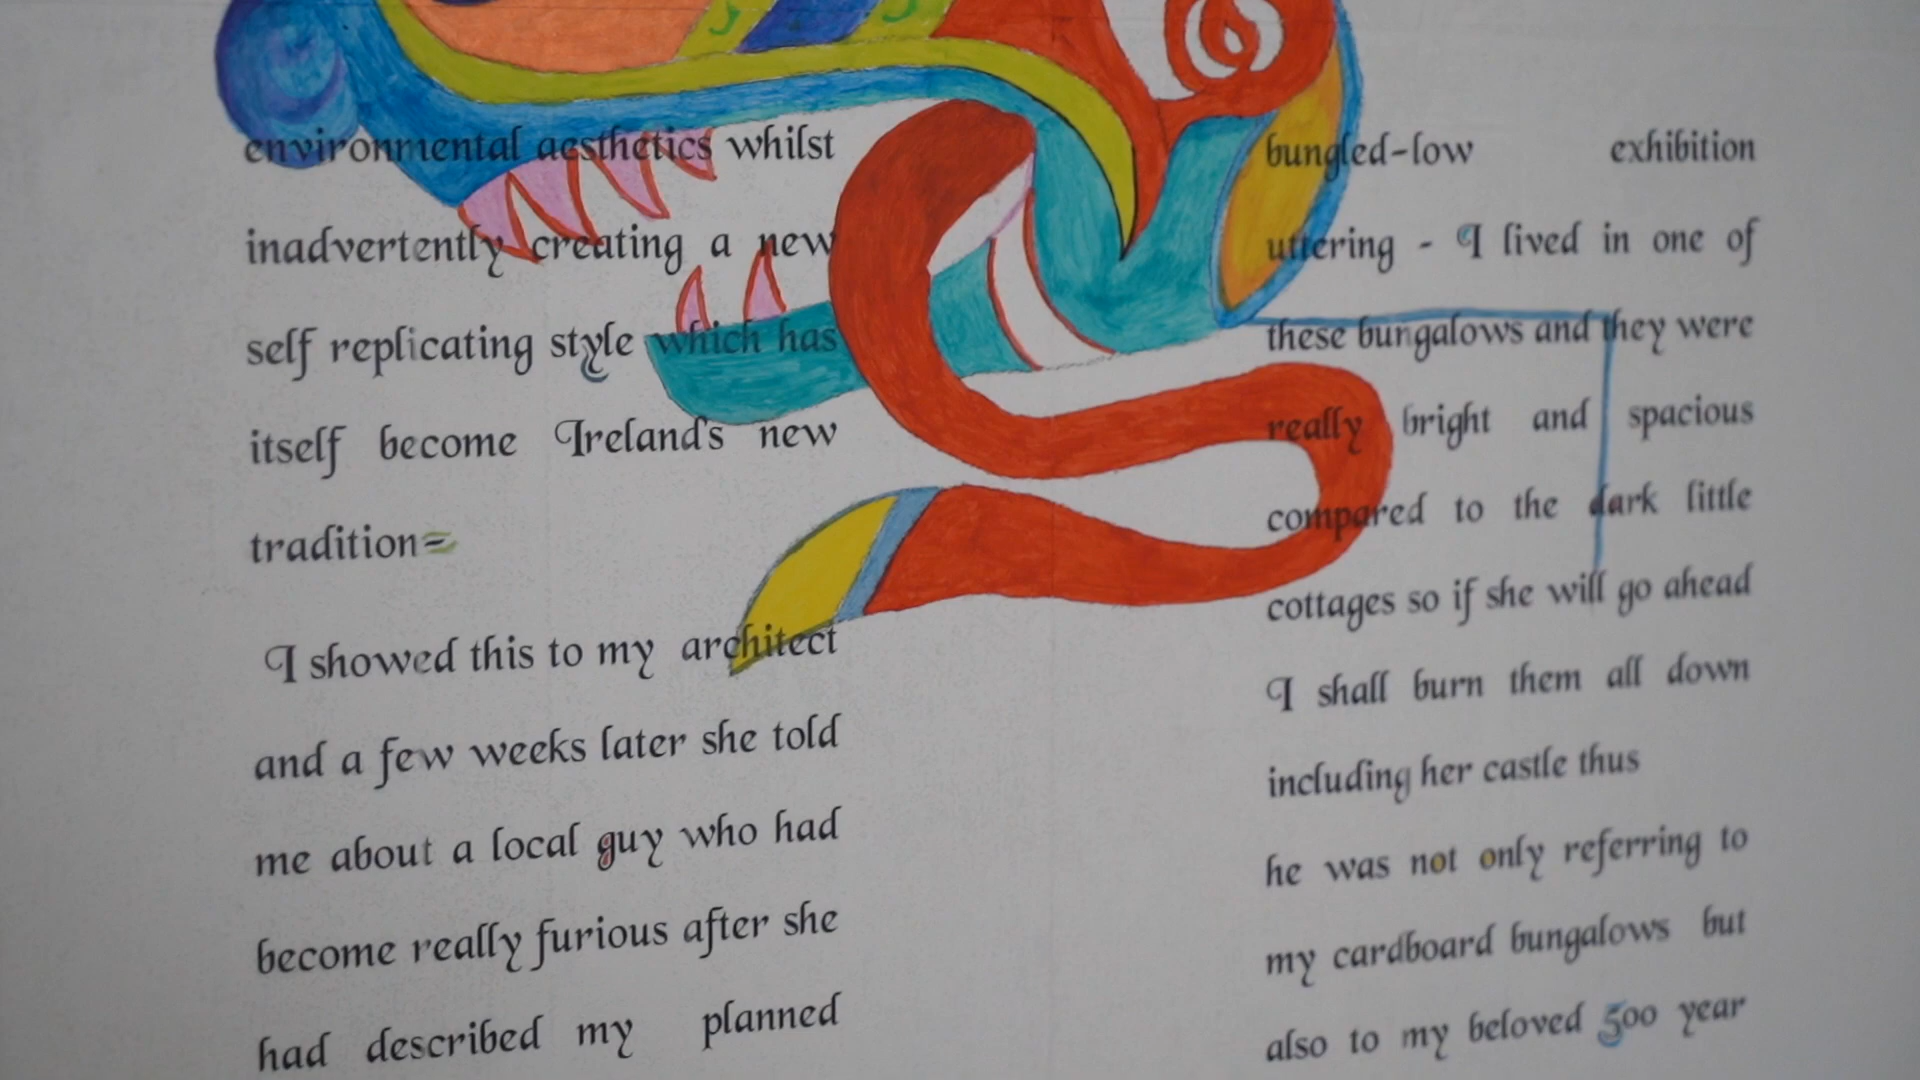 environmental aesthetics whilst
inadvertently creating a new
self replicating style which has
itself become Ireland's new
tradition=
I showed this to my architect
and a few weeks later she told
me about a local guy who had
become really furious after she
had described my planned
bungled-low exhibition
uttering - I lived in one of
these bungalows and they were
really bright and spacious
compared to the dark little
cottages so if she will go ahead
I shall burn them all down
including her castle thus
he was not only referring to
my cardboard bungalows but
also to my beloved 500 year